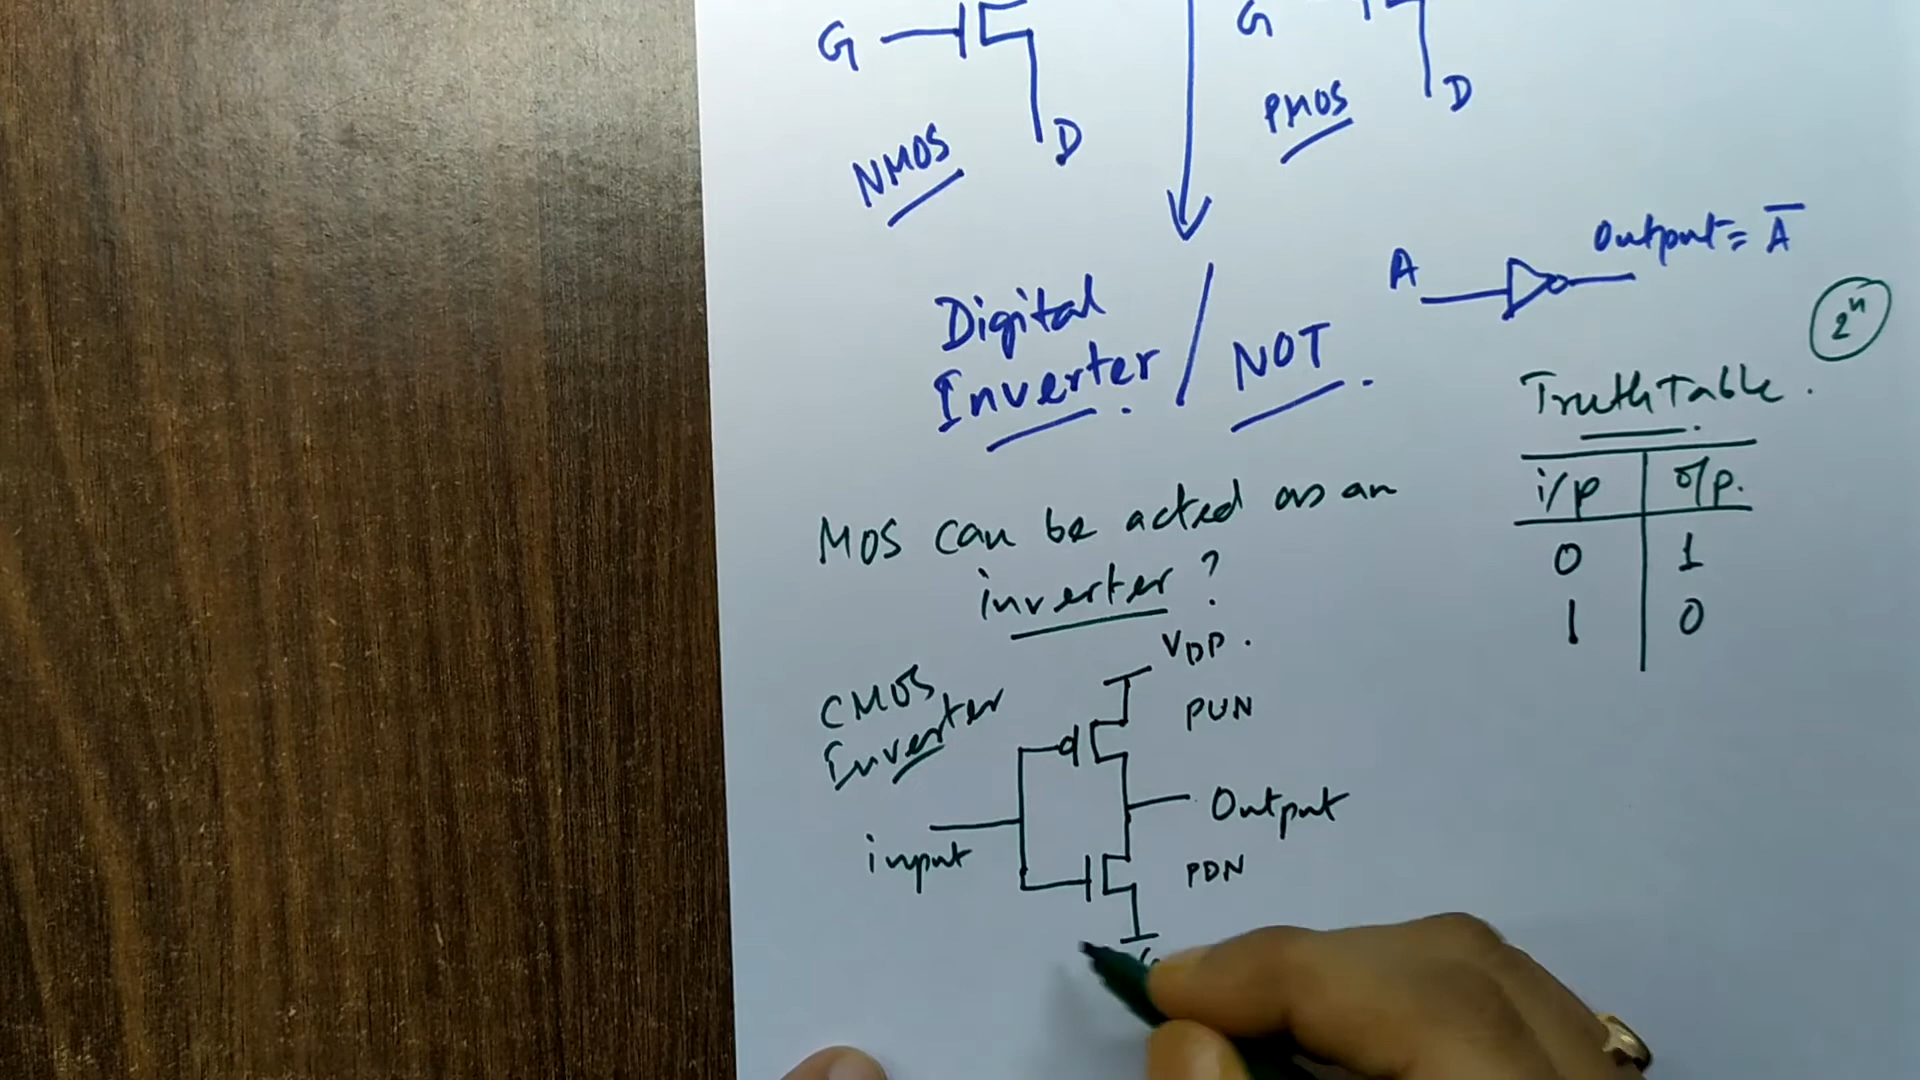 G
G
D
D
NMOS
PMOS
A
Output = A̅
Digital
Inverter / NOT.
2ⁿ
Truth Table.
i/p o/p.
0 1
1 0
MOS can be acted as an
inverter?
VDD.
CMOS
Inverter
PUN
Output
input
PDN